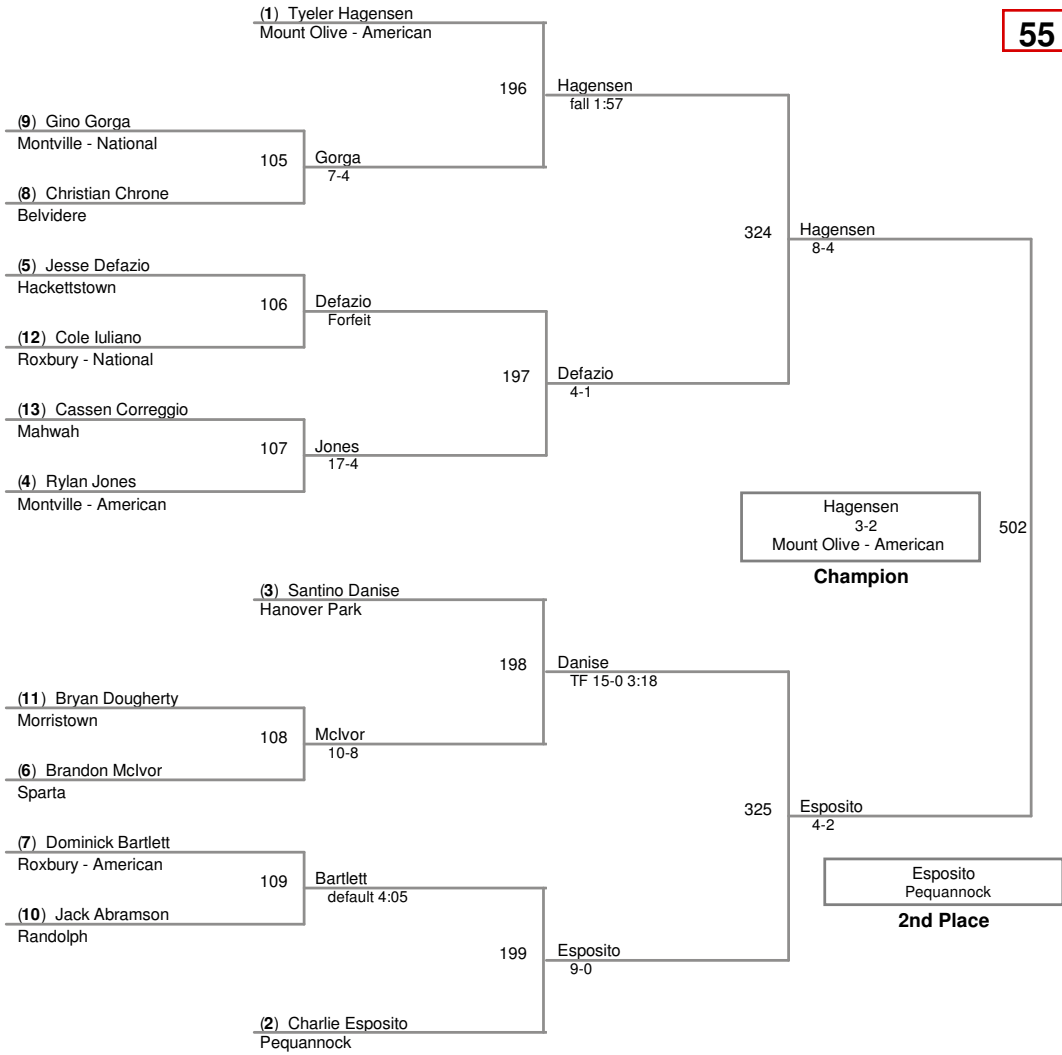 (1) Tyeler Hagensen
Mount Olive - American
55
196
Hagensen
fall 1:57
(9) Gino Gorga
Montville - National
105
Gorga
7-4
(8) Christian Chrone
Belvidere
324
Hagensen
8-4
(5) Jesse Defazio
Hackettstown
106
Defazio
Forfeit
(12) Cole Iuliano
Roxbury - National
197
Defazio
4-1
(13) Cassen Correggio
Mahwah
107
Jones
17-4
(4) Rylan Jones
Montville - American
Hagensen
3-2
Mount Olive - American
502
Champion
(3) Santino Danise
Hanover Park
198
Danise
TF 15-0 3:18
(11) Bryan Dougherty
Morristown
108
McIvor
10-8
(6) Brandon McIvor
Sparta
325
Esposito
4-2
(7) Dominick Bartlett
Roxbury - American
109
Bartlett
default 4:05
(10) Jack Abramson
Randolph
Esposito
Pequannock
2nd Place
199
Esposito
9-0
(2) Charlie Esposito
Pequannock